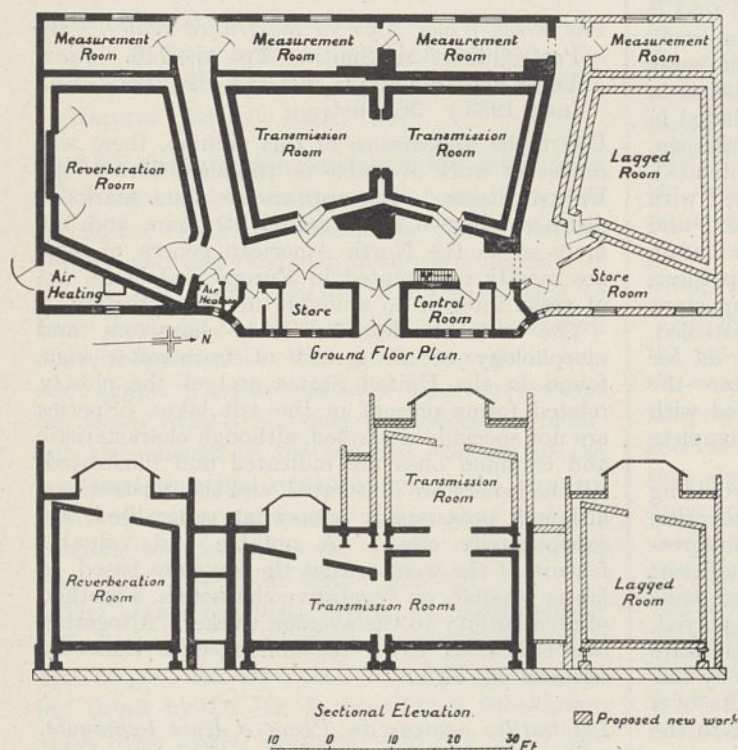 Measurement
Room
Measurement
Room
Measurement
Room
Measurement
Room
Reverberation
Room
Transmission
Room
Transmission
Room
Lagged
Room
Air
Heating
Air
Heating
Store
Control
Room
Store
Room
N
Ground Floor Plan.
Transmission
Room
Reverberation
Room
Transmission Rooms
Lagged
Room
Sectional Elevation.
Proposed new work
10 0 10 20 30
Ft.